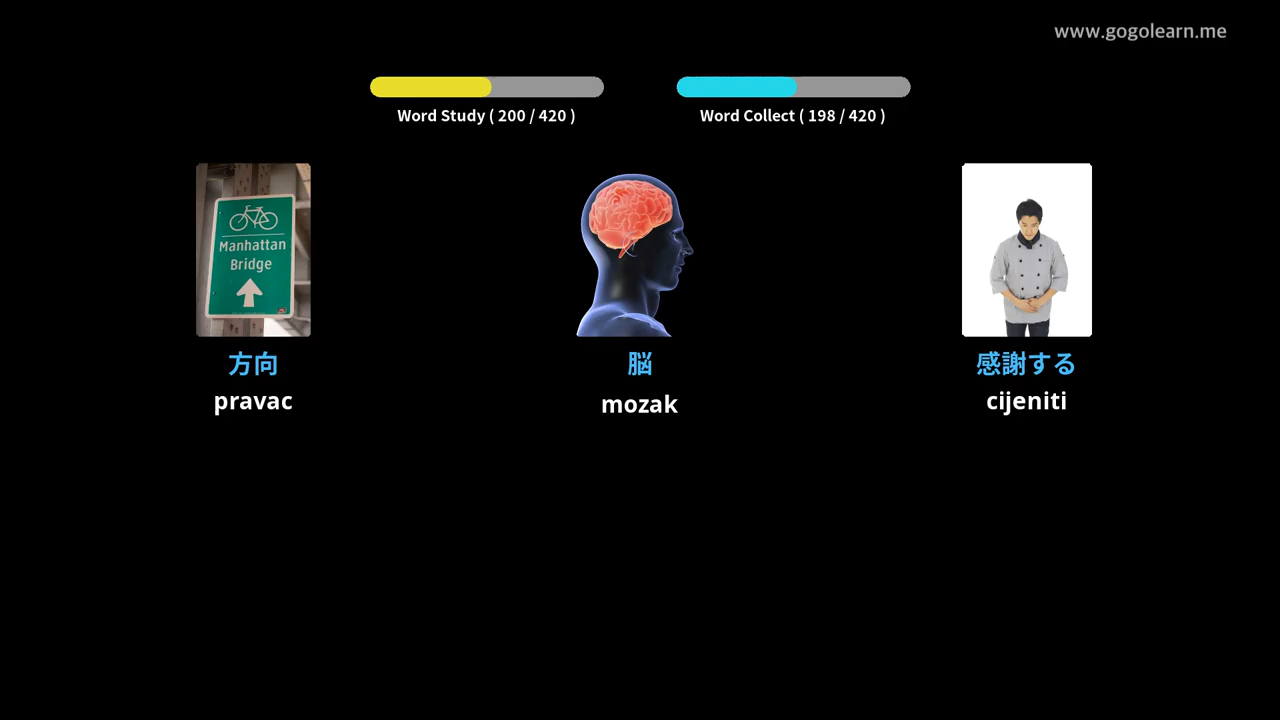 www.gogolearn.me
Word Study ( 200 / 420 )
Word Collect ( 198 / 420 )
Manhattan
Bridge
方向
脳
感謝する
pravac
mozak
cijeniti